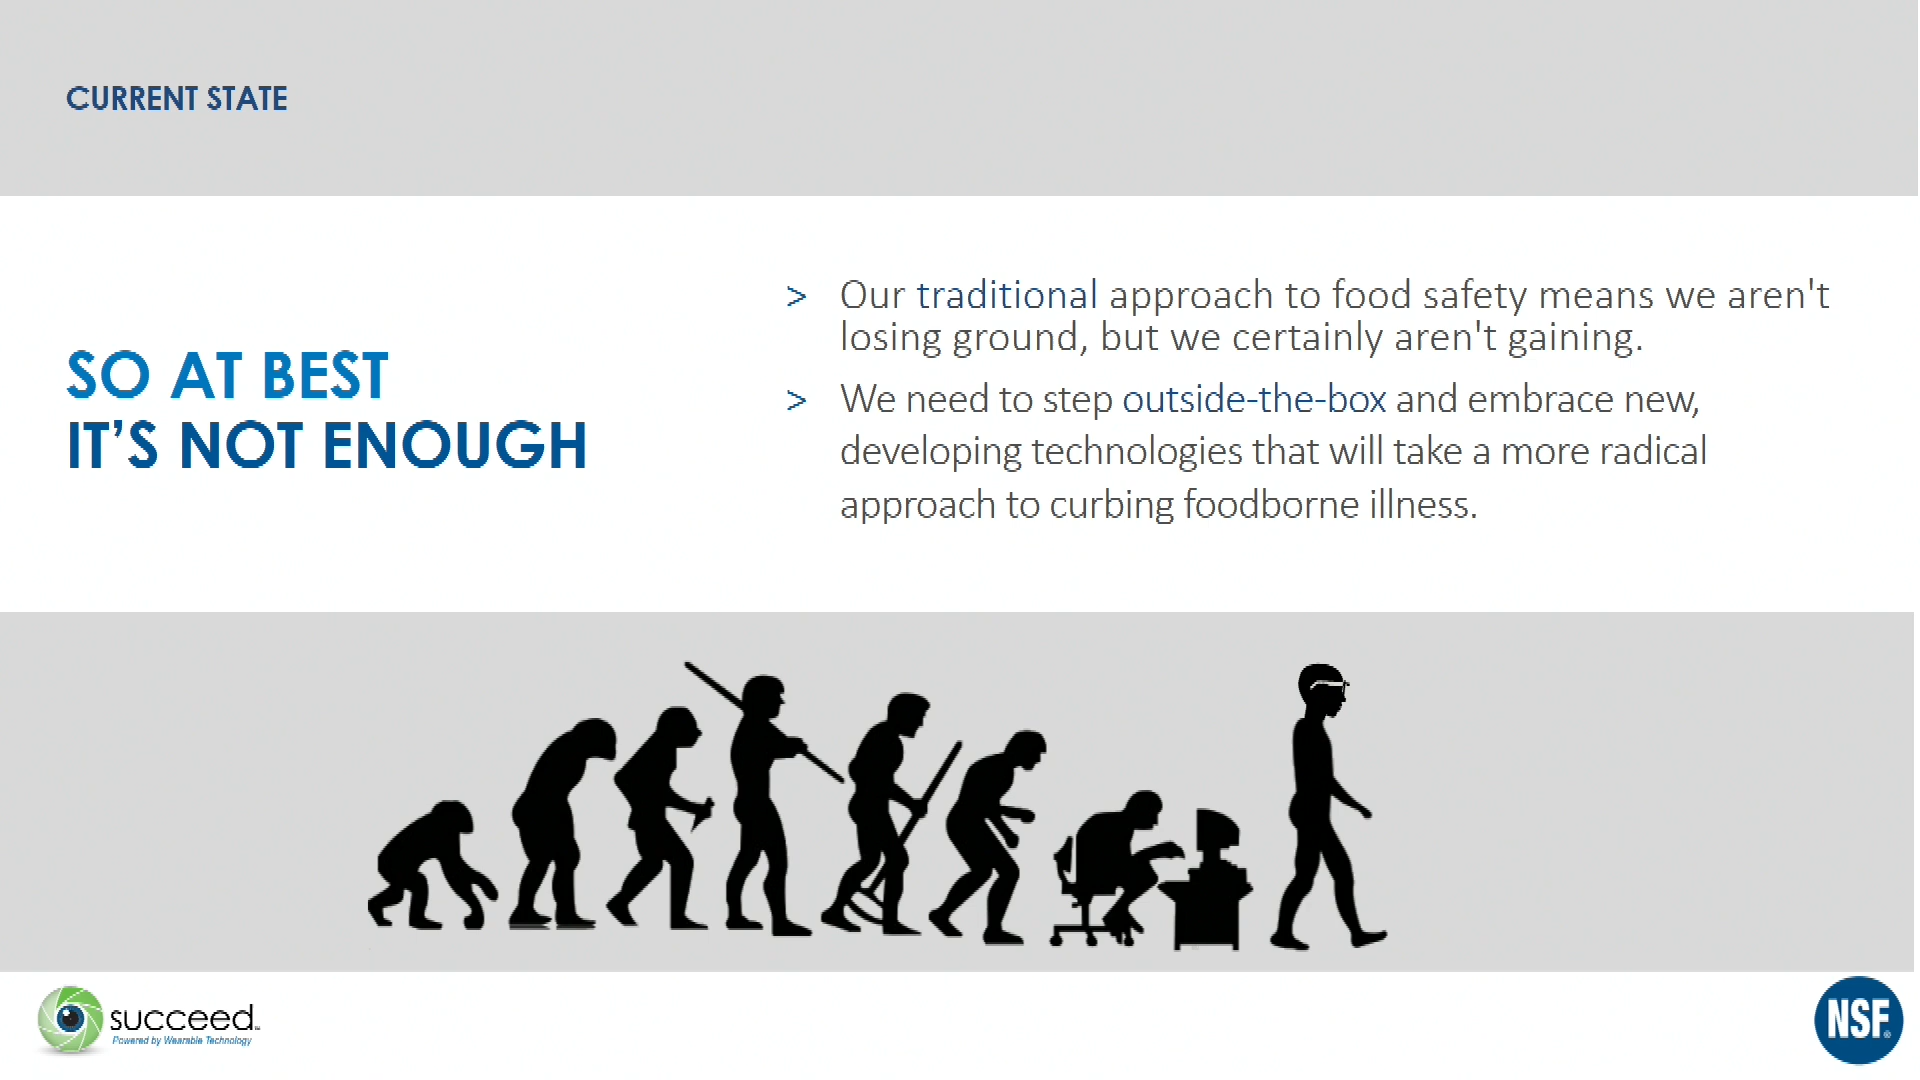 CURRENT STATE
SO AT BEST
IT’S NOT ENOUGH
> Our traditional approach to food safety means we aren't
losing ground, but we certainly aren't gaining.
> We need to step outside-the-box and embrace new,
developing technologies that will take a more radical
approach to curbing foodborne illness.
succeed™
Powered by Wearable Technology
NSF®